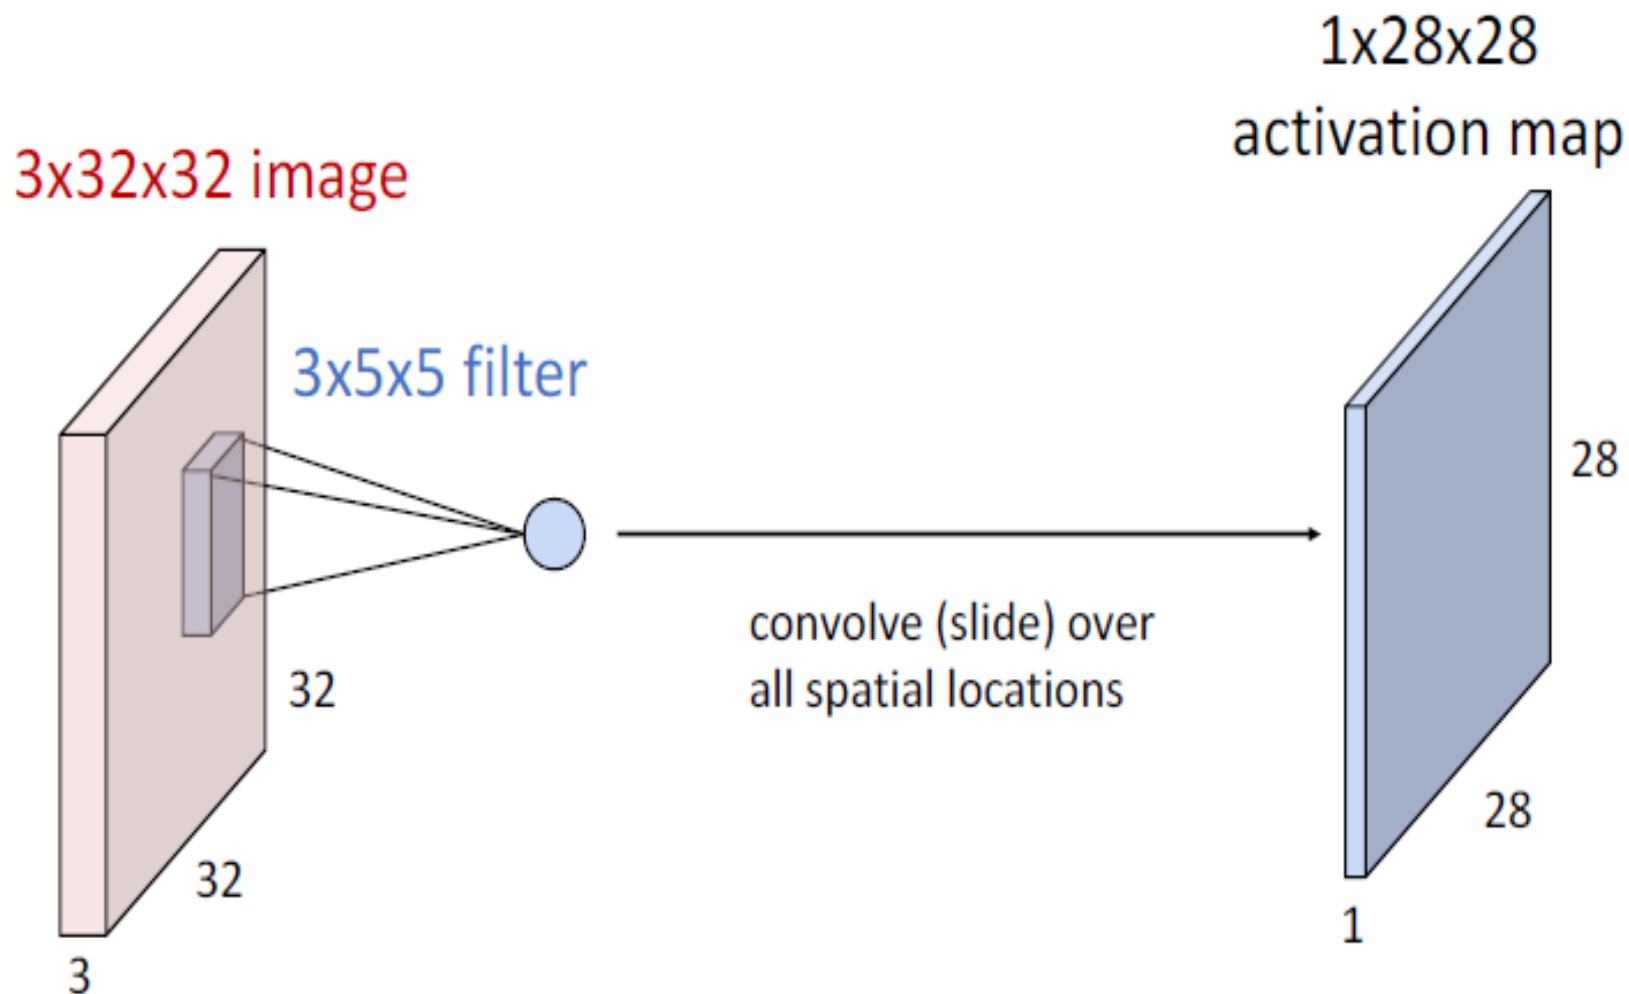 1x28x28
activation map
3x32x32 image
3x5x5 filter
28
convolve (slide) over
all spatial locations
32
28
32
1
3